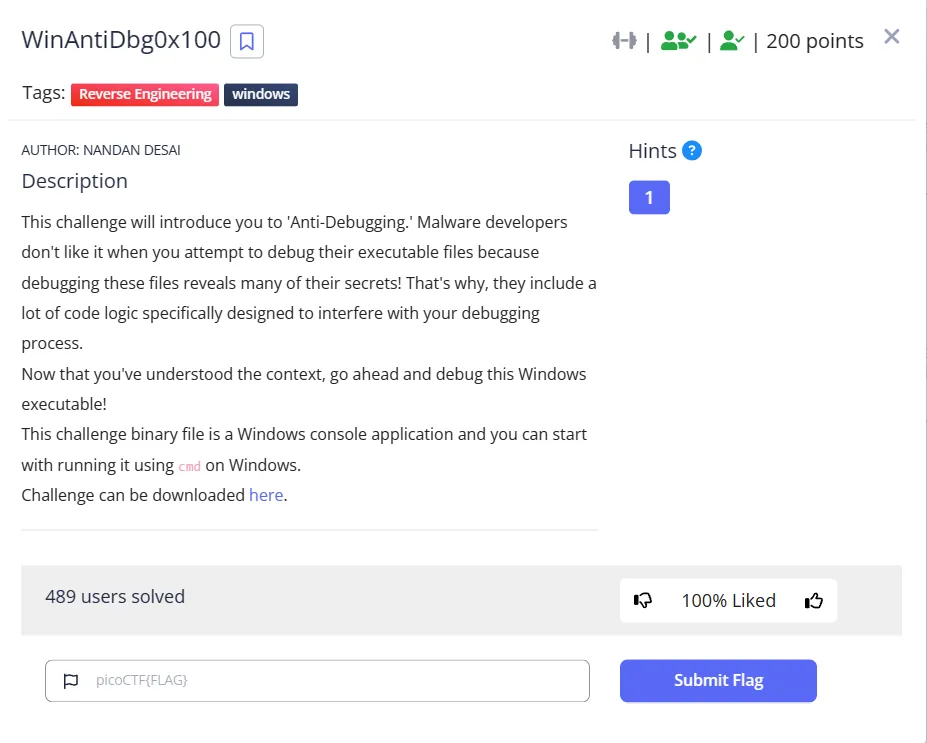 WinAntiDbg0x100
| | | 200 points
Tags: Reverse Engineering windows
AUTHOR: NANDAN DESAI
Description
This challenge will introduce you to 'Anti-Debugging.' Malware developers
don't like it when you attempt to debug their executable files because
debugging these files reveals many of their secrets! That's why, they include a
lot of code logic specifically designed to interfere with your debugging
process.
Now that you've understood the context, go ahead and debug this Windows
executable!
This challenge binary file is a Windows console application and you can start
with running it using cmd on Windows.
Challenge can be downloaded here.
Hints ?
1
489 users solved
100% Liked
picoCTF{FLAG}
Submit Flag